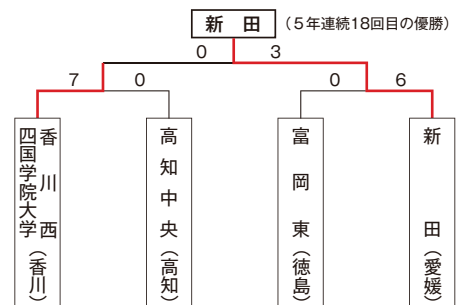 新田
（５年連続18回目の優勝）
0 3
7 0 0 6
四国学院大学香川西（香川）
高知中央（高知）
富岡東（徳島）
新田（愛媛）